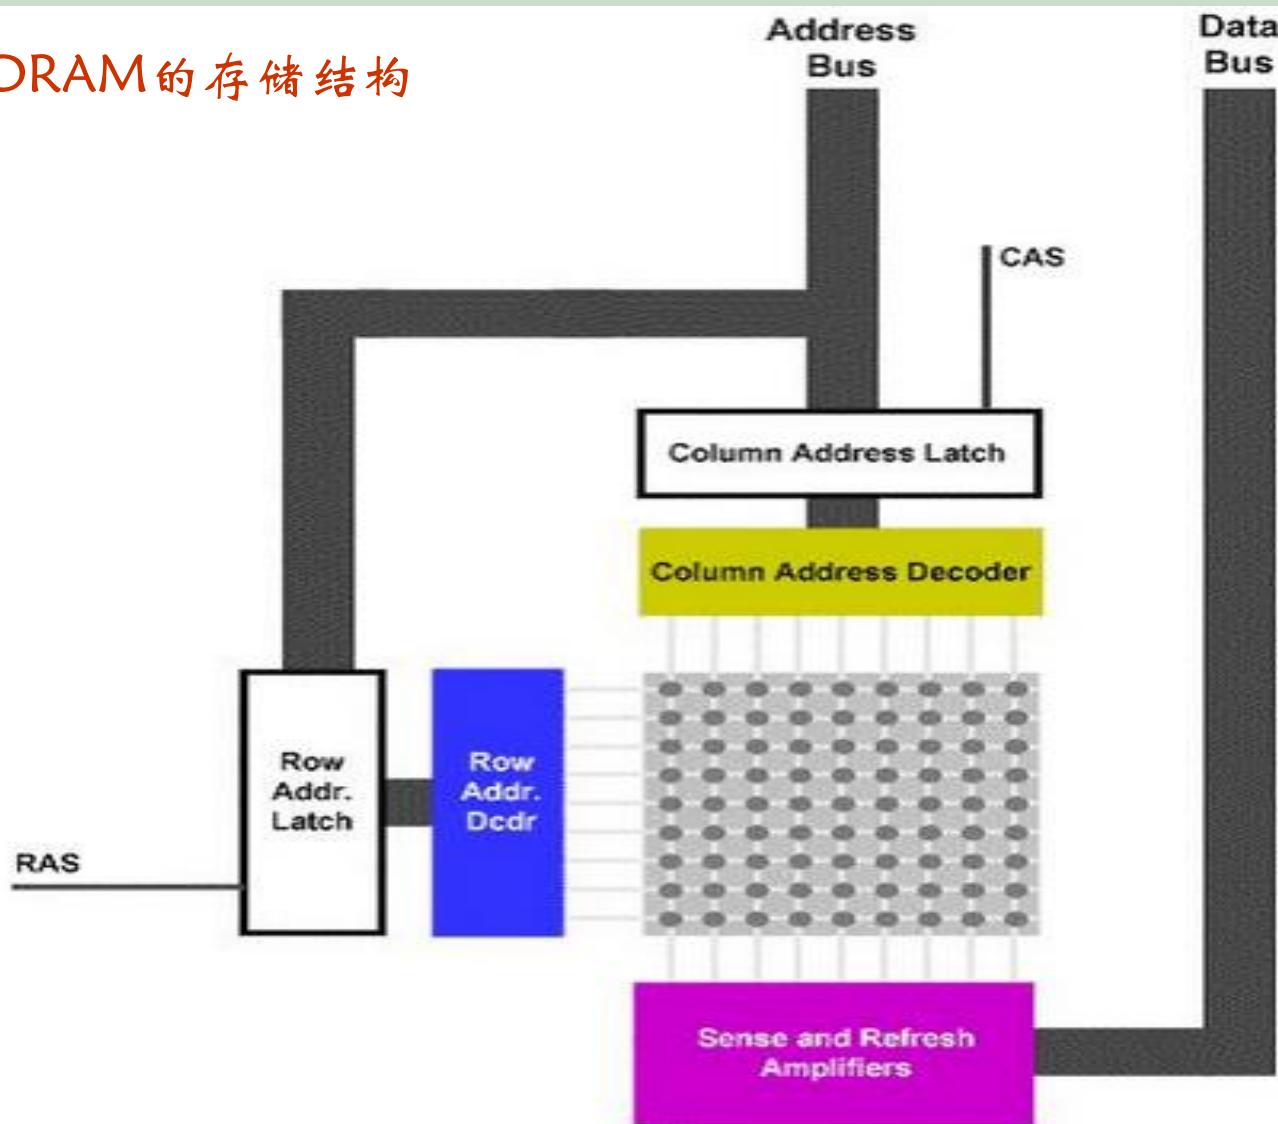 DRAM的存储结构
Address
Bus
Data
Bus
CAS
Column Address Latch
Column Address Decoder
Row
Addr.
Latch
Row
Addr.
Dcdr
RAS
Sense and Refresh
Amplifiers